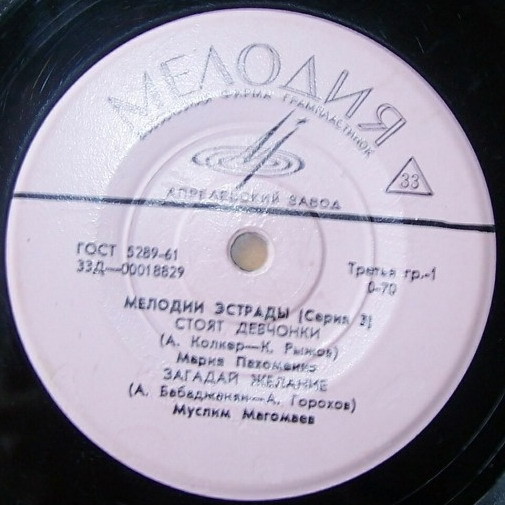 МЕЛОДИЯ
ФИРМА ГРАМПЛАСТИНОК
33
АПРЕЛЕВСКИЙ ЗАВОД
ГОСТ 5289-61
33Д—00018829
Третья гр.-1
0-70
МЕЛОДИИ ЭСТРАДЫ (Серия 3)
СТОЯТ ДЕВЧОНКИ
(А. Колкер—К. Рыжов)
Мария Пахоменко
ЗАГАДАЙ ЖЕЛАНИЕ
(А. Бабаджанян—А. Горохов)
Муслим Магомаев